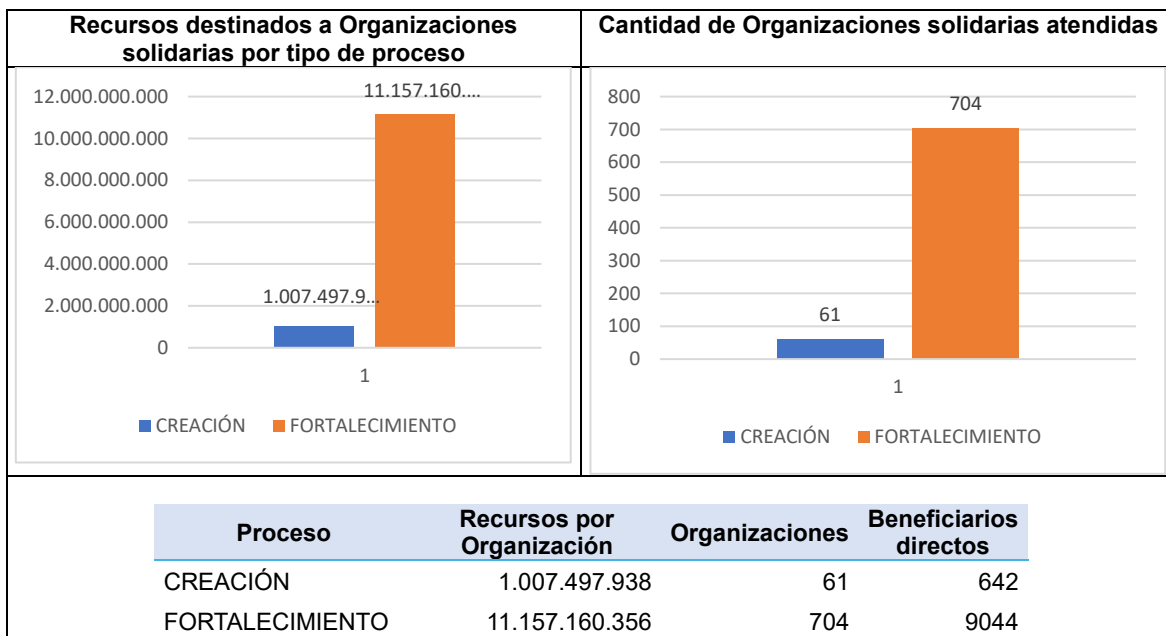 Recursos destinados a Organizaciones
solidarias por tipo de proceso
12.000.000.000
10.000.000.000
8.000.000.000
6.000.000.000
4.000.000.000
2.000.000.000
0
11.157.160....
1.007.497.9...
1
CREACIÓN FORTALECIMIENTO
Cantidad de Organizaciones solidarias atendidas
800
700
600
500
400
300
200
100
0
704
61
1
CREACIÓN FORTALECIMIENTO
Proceso Recursos por Organización Organizaciones Beneficiarios directos
CREACIÓN 1.007.497.938 61 642
FORTALECIMIENTO 11.157.160.356 704 9044